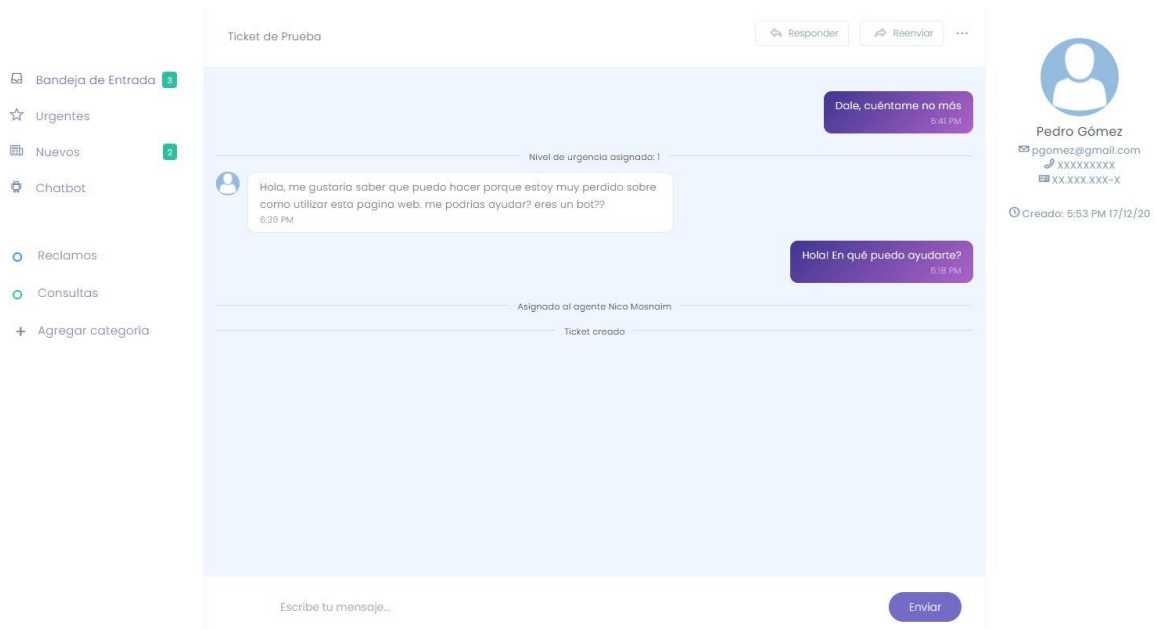 Bandeja de Entrada 3
Urgentes
Nuevos 2
Chatbot
Reclamos
Consultas
+ Agregar categoría
Ticket de Prueba
Responder
Reenviar
...
Dale, cuéntame no más
6:41 PM
Nivel de urgencia asignado: 1
Hola, me gustaria saber que puedo hacer porque estoy muy perdido sobre
como utilizar esta pagina web. me podrias ayudar? eres un bot??
6:39 PM
Hola! En qué puedo ayudarte?
6:18 PM
Asignado al agente Nico Masnaim
Ticket creado
Escribe tu mensaje...
Enviar
Pedro Gómez
pgomez@gmail.com
XXXXXXXXX
XX.XXX.XXX-X
Creado: 5:53 PM 17/12/20